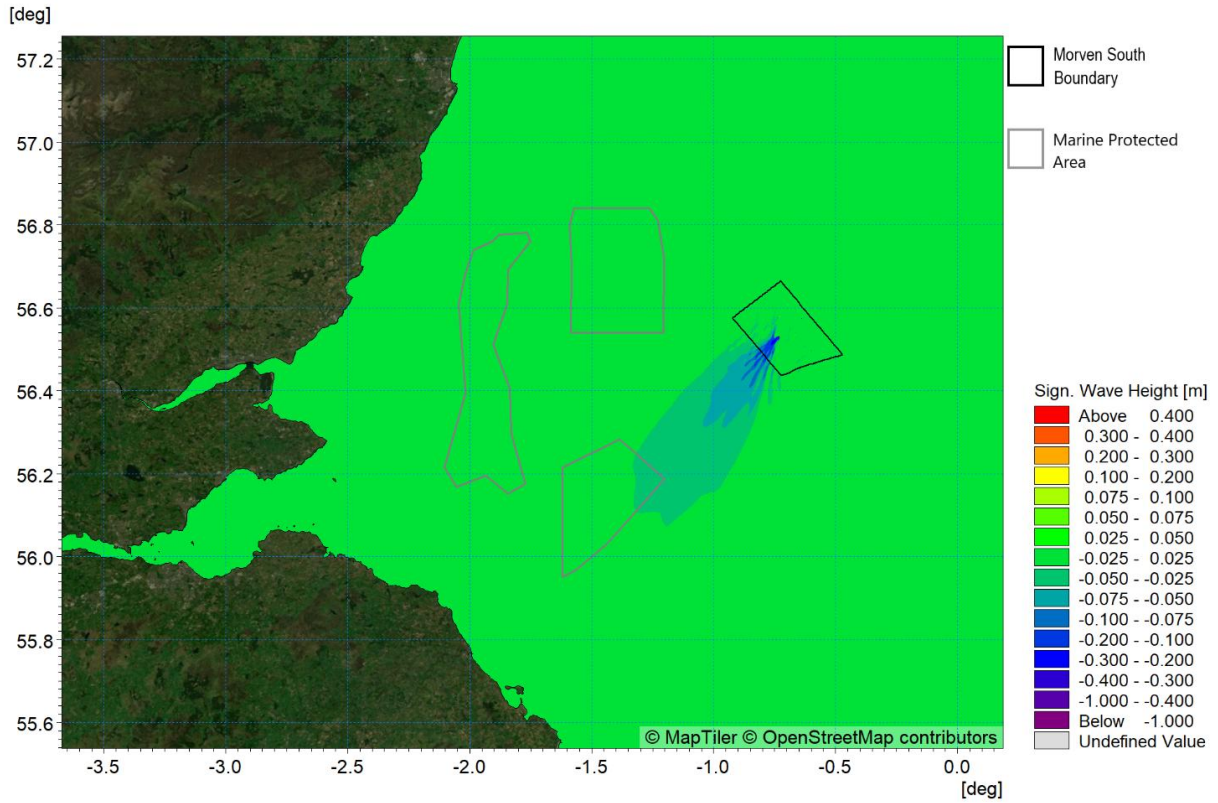 [deg]
57.2
57.0
56.8
56.6
56.4
56.2
56.0
55.8
55.6
-3.5 -3.0 -2.5 -2.0 -1.5 -1.0 -0.5 0.0
[deg]
© MapTiler © OpenStreetMap contributors
Morven South
Boundary
Marine Protected
Area
Sign. Wave Height [m]
Above 0.400
0.300 - 0.400
0.200 - 0.300
0.100 - 0.200
0.075 - 0.100
0.050 - 0.075
0.025 - 0.050
-0.025 - 0.025
-0.050 - -0.025
-0.075 - -0.050
-0.100 - -0.075
-0.200 - -0.100
-0.300 - -0.200
-0.400 - -0.300
-1.000 - -0.400
Below -1.000
Undefined Value